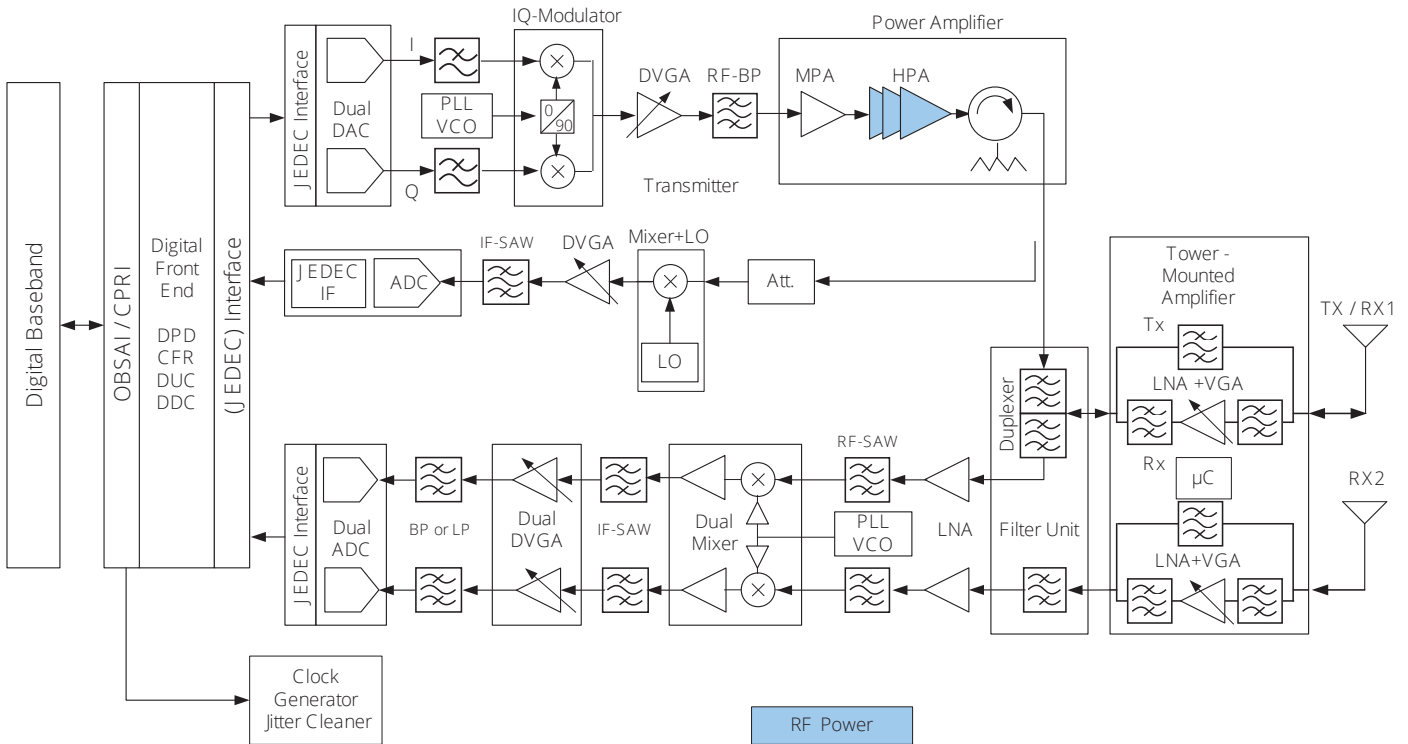 IQ-Modulator
Power Amplifier
JEDEC Interface
I
Dual
DAC
Q
PLL
VCO
0
90
DVGA
RF-BP
MPA
HPA
Transmitter
Digital Baseband
OBSAI / CPRI
Digital
Front
End
DPD
CFR
DUC
DDC
(JEDEC) Interface
JEDEC
IF
ADC
IF-SAW
DVGA
Mixer+LO
LO
Att.
Tower -
Mounted
Amplifier
Tx
LNA +VGA
Rx
µC
LNA+VGA
TX / RX1
RX2
Duplexer
Filter Unit
JEDEC Interface
Dual
ADC
BP or LP
Dual
DVGA
IF-SAW
Dual
Mixer
RF-SAW
PLL
VCO
LNA
Clock
Generator
Jitter Cleaner
RF Power